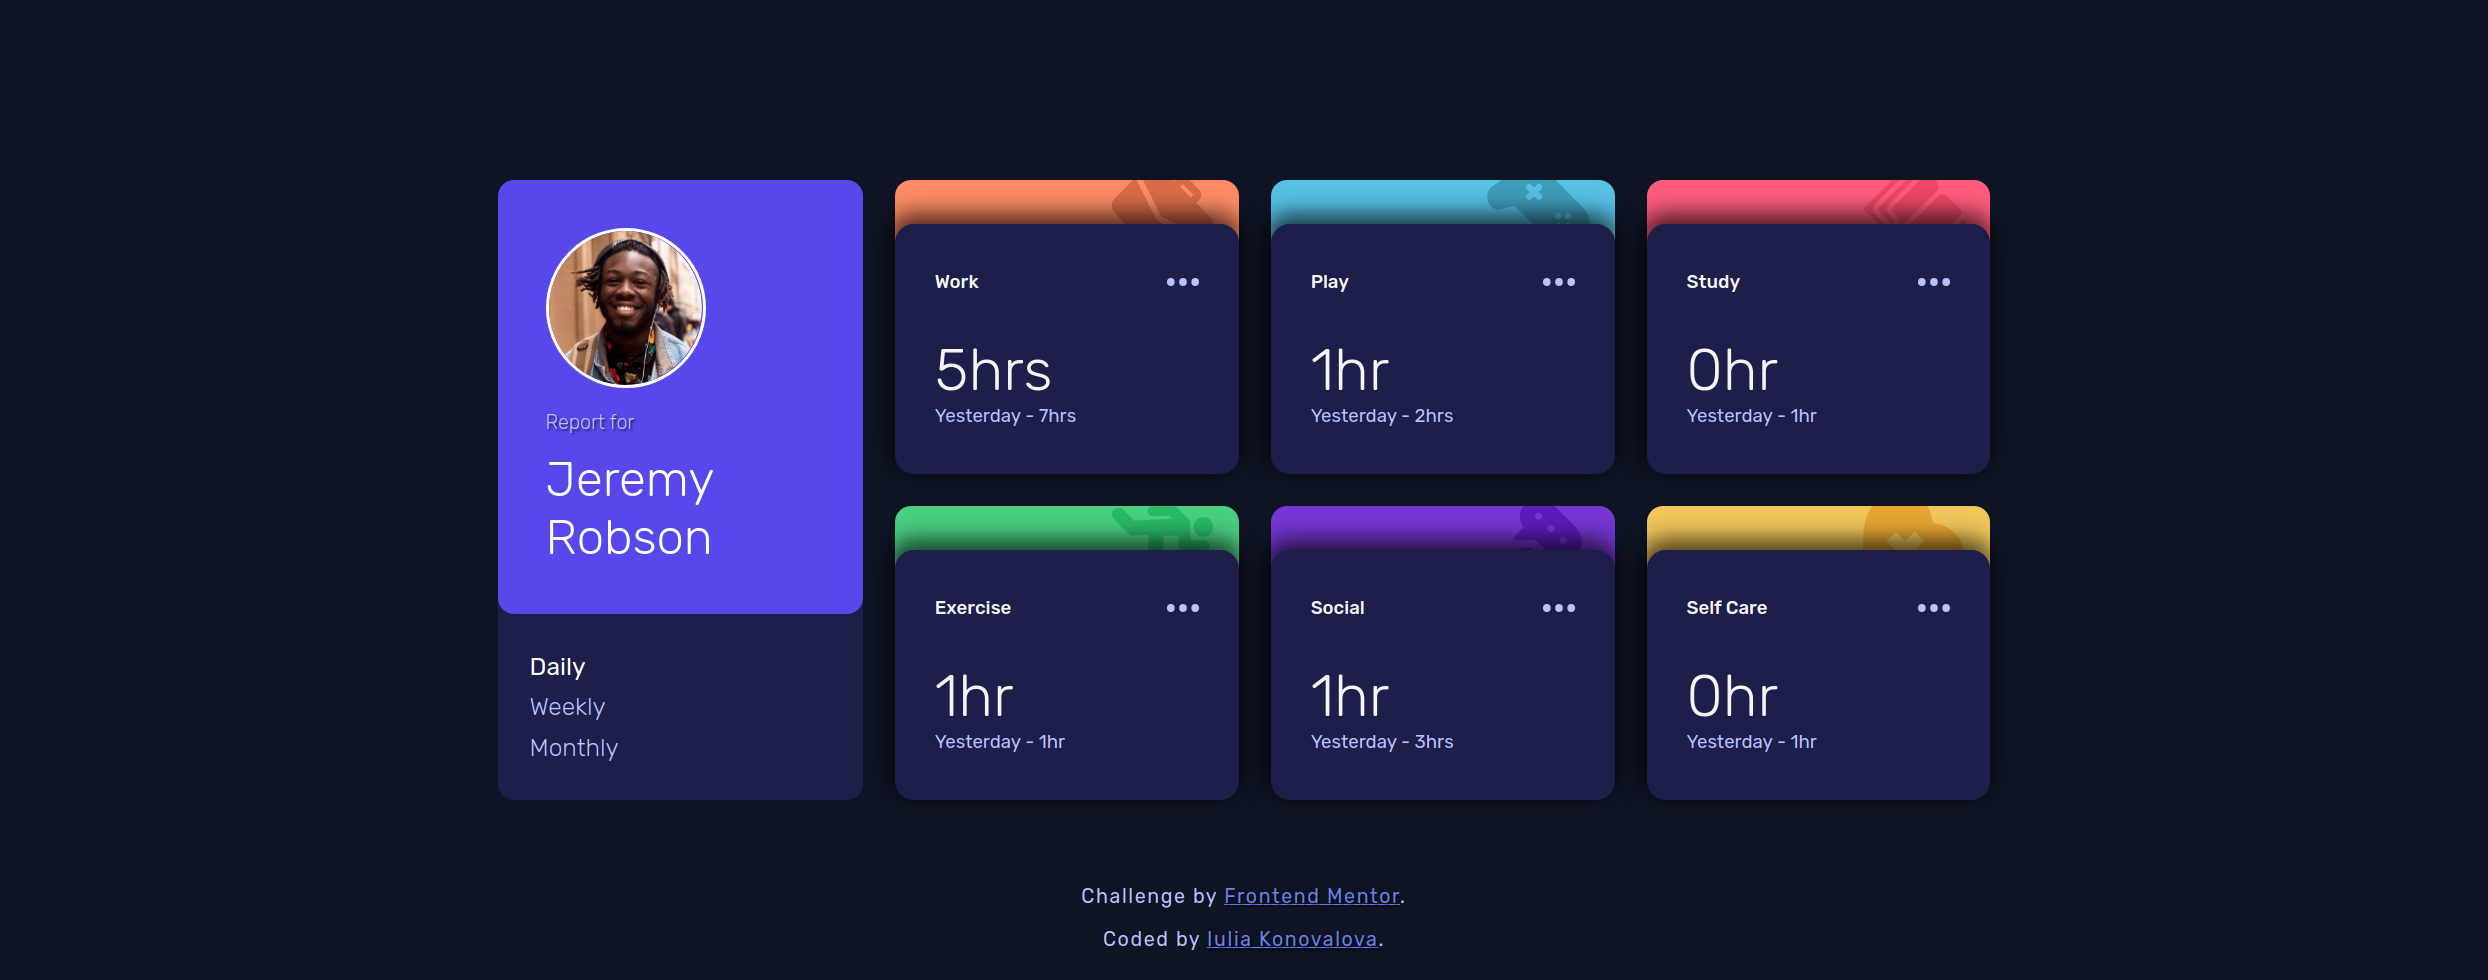 Report for
Jeremy
Robson
Daily
Weekly
Monthly
Work
5hrs
Yesterday - 7hrs
Play
1hr
Yesterday - 2hrs
Study
0hr
Yesterday - 1hr
Exercise
1hr
Yesterday - 1hr
Social
1hr
Yesterday - 3hrs
Self Care
0hr
Yesterday - 1hr
Challenge by Frontend Mentor.
Coded by Iulia Konovalova.